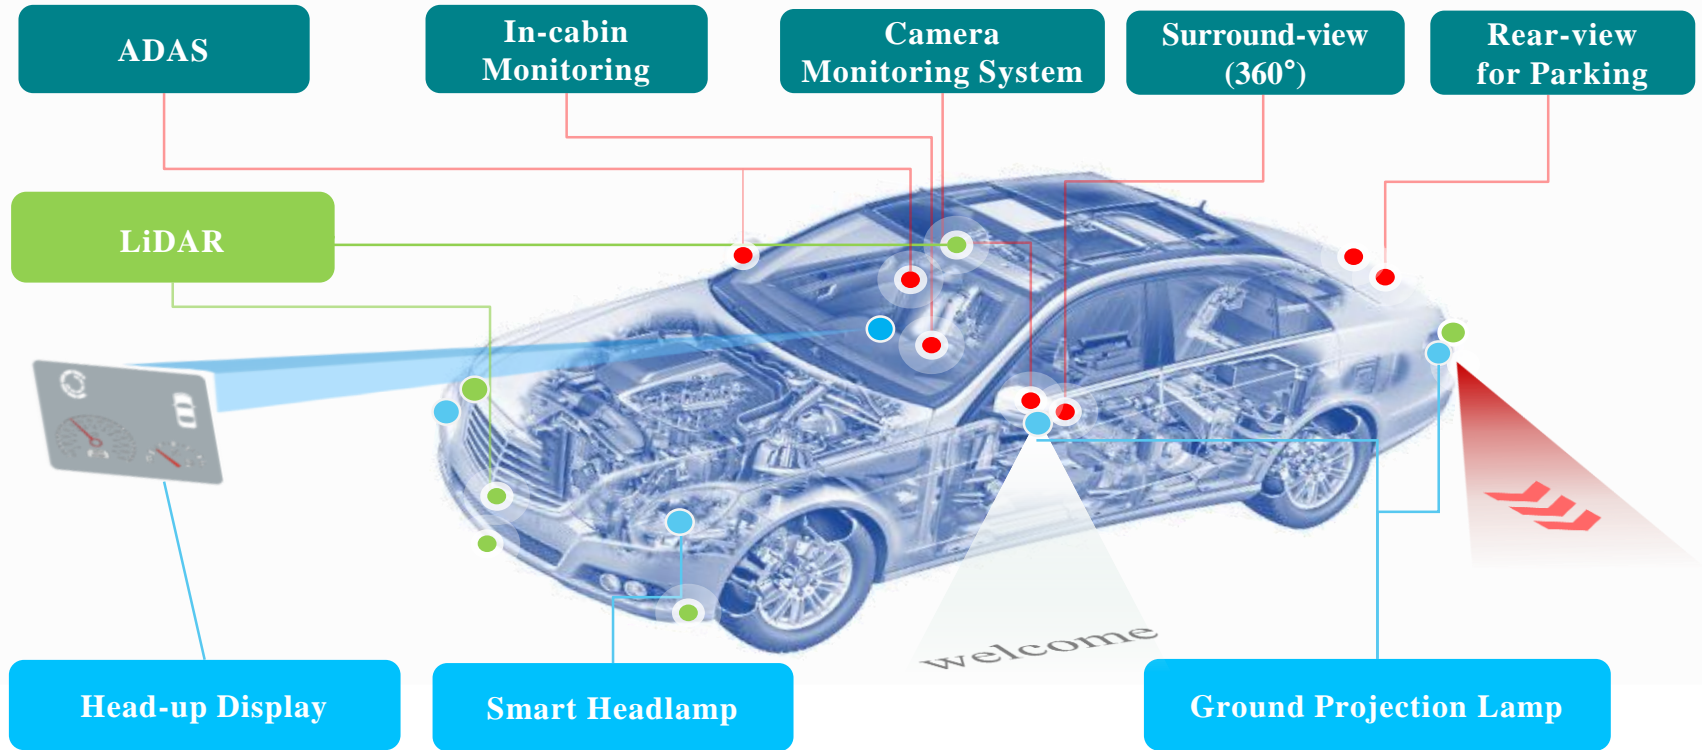 ADAS
In-cabin
Monitoring
Camera
Monitoring System
Surround-view
(360°)
Rear-view
for Parking
LiDAR
welcome
Head-up Display
Smart Headlamp
Ground Projection Lamp